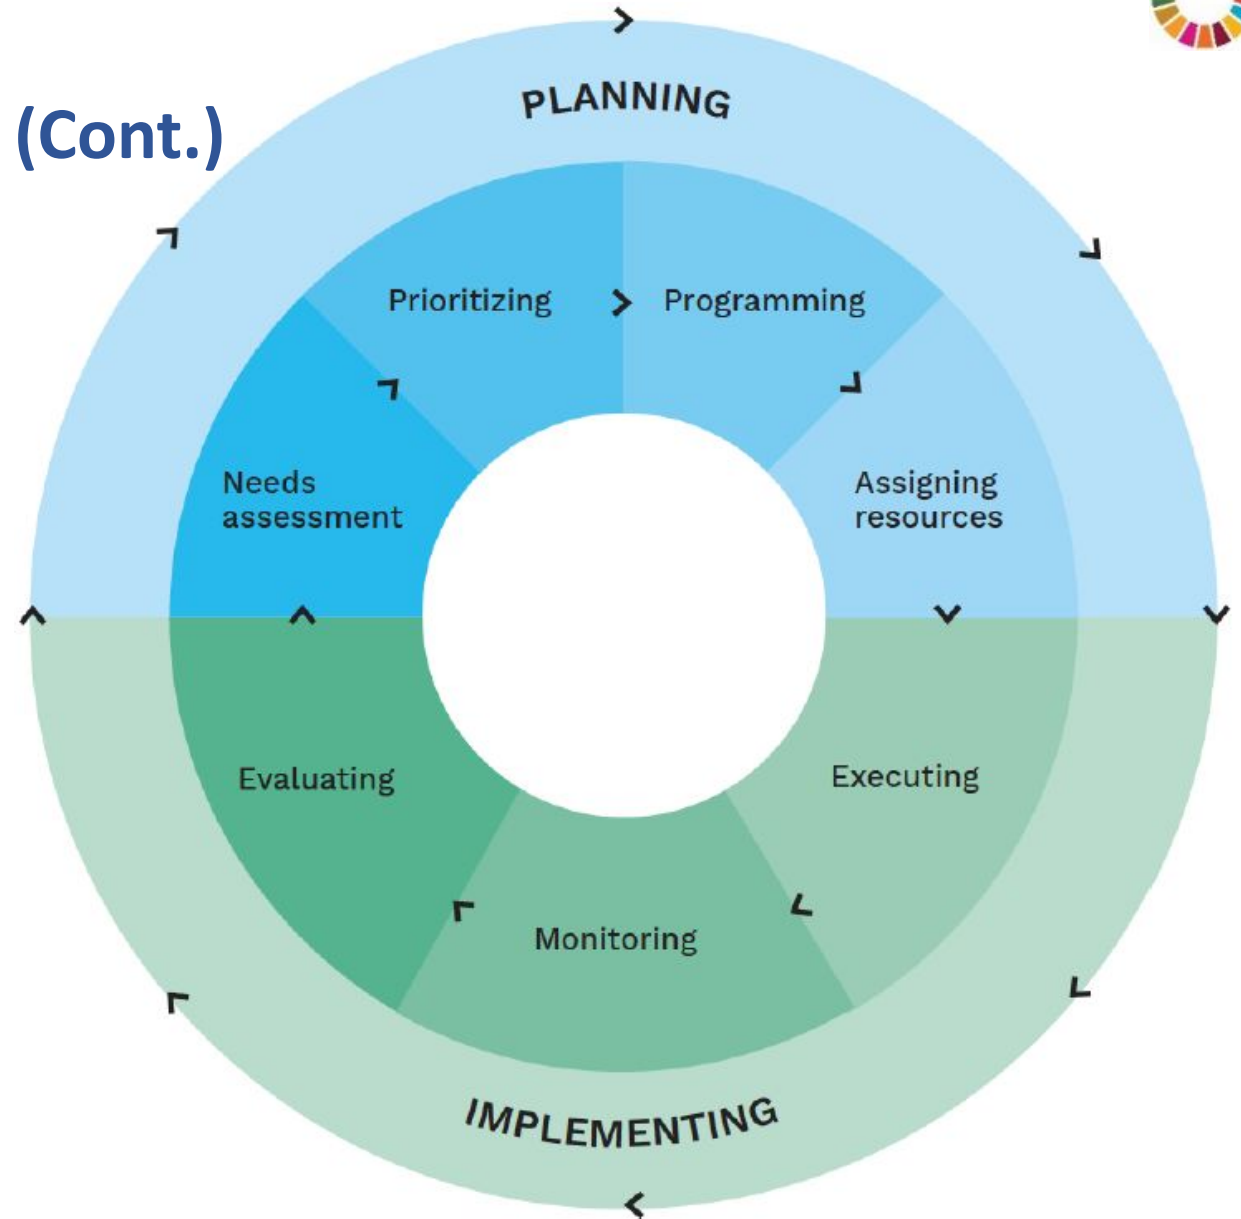 (Cont.)
PLANNING
Prioritizing
Programming
Needs
assessment
Assigning
resources
Evaluating
Executing
Monitoring
IMPLEMENTING